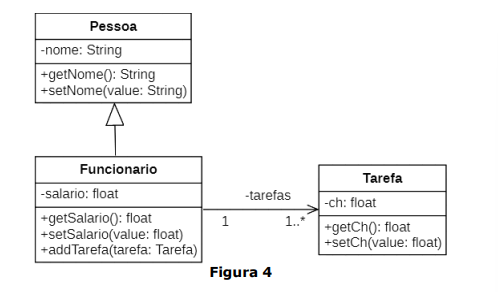 Pessoa
-nome: String
+getNome(): String
+setNome(value: String)
Funcionario
-salario: float
+getSalario(): float
+setSalario(value: float)
+addTarefa(tarefa: Tarefa)
-tarefas
1
1..*
Tarefa
-ch: float
+getCh(): float
+setCh(value: float)
Figura 4